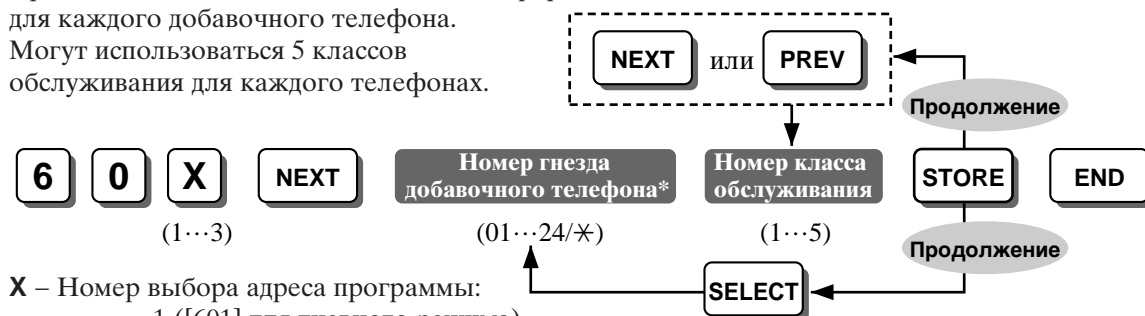 для каждого добавочного телефона.
Могут использоваться 5 классов
обслуживания для каждого телефонах.
NEXT или PREV
Продолжение
6 0 X NEXT Номер гнезда добавочного телефона* Номер класса обслуживания STORE END
(1···3) (01···24/✳) (1···5)
Продолжение
X – Номер выбора адреса программы:
SELECT